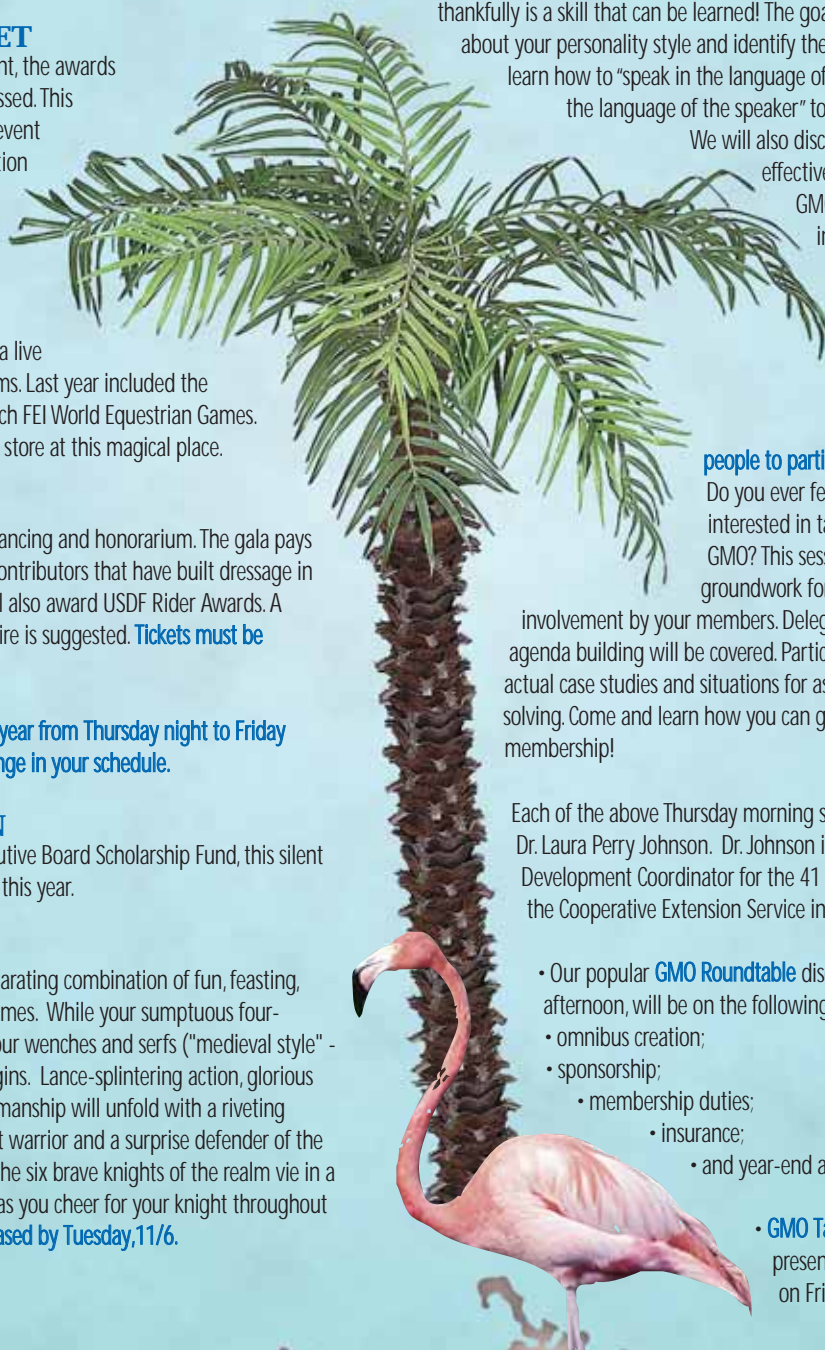 ET
nt, the awards
ssed. This
event
tion
a live
ms. Last year included the
ch FEI World Equestrian Games.
store at this magical place.
ancing and honorarium. The gala pays
ontributors that have built dressage in
l also award USDF Rider Awards. A
ire is suggested. Tickets must be
year from Thursday night to Friday
nge in your schedule.
N
utive Board Scholarship Fund, this silent
this year.
arating combination of fun, feasting,
mes. While your sumptuous four-
our wenches and serfs ("medieval style" -
gins. Lance-splintering action, glorious
manship will unfold with a riveting
t warrior and a surprise defender of the
he six brave knights of the realm vie in a
as you cheer for your knight throughout
ased by Tuesday,11/6.
thankfully is a skill that can be learned! The goa
about your personality style and identify the
learn how to “speak in the language of
the language of the speaker” to
We will also disc
effective
GM
in
people to parti
Do you ever fe
interested in ta
GMO? This sess
groundwork for
involvement by your members. Deleg
agenda building will be covered. Partic
actual case studies and situations for as
solving. Come and learn how you can g
membership!
Each of the above Thursday morning s
Dr. Laura Perry Johnson. Dr. Johnson i
Development Coordinator for the 41
the Cooperative Extension Service in
• Our popular GMO Roundtable dis
afternoon, will be on the following
• omnibus creation;
• sponsorship;
• membership duties;
• insurance;
• and year-end a
• GMO Ta
presen
on Fri